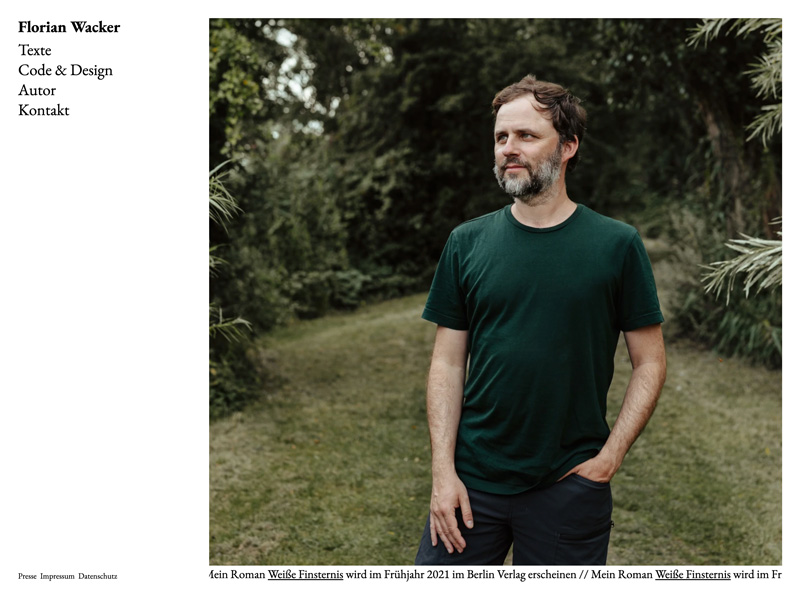 Florian Wacker
Texte
Code & Design
Autor
Kontakt
Presse Impressum Datenschutz
Mein Roman Weiße Finsternis wird im Frühjahr 2021 im Berlin Verlag erscheinen // Mein Roman Weiße Finsternis wird im Fr